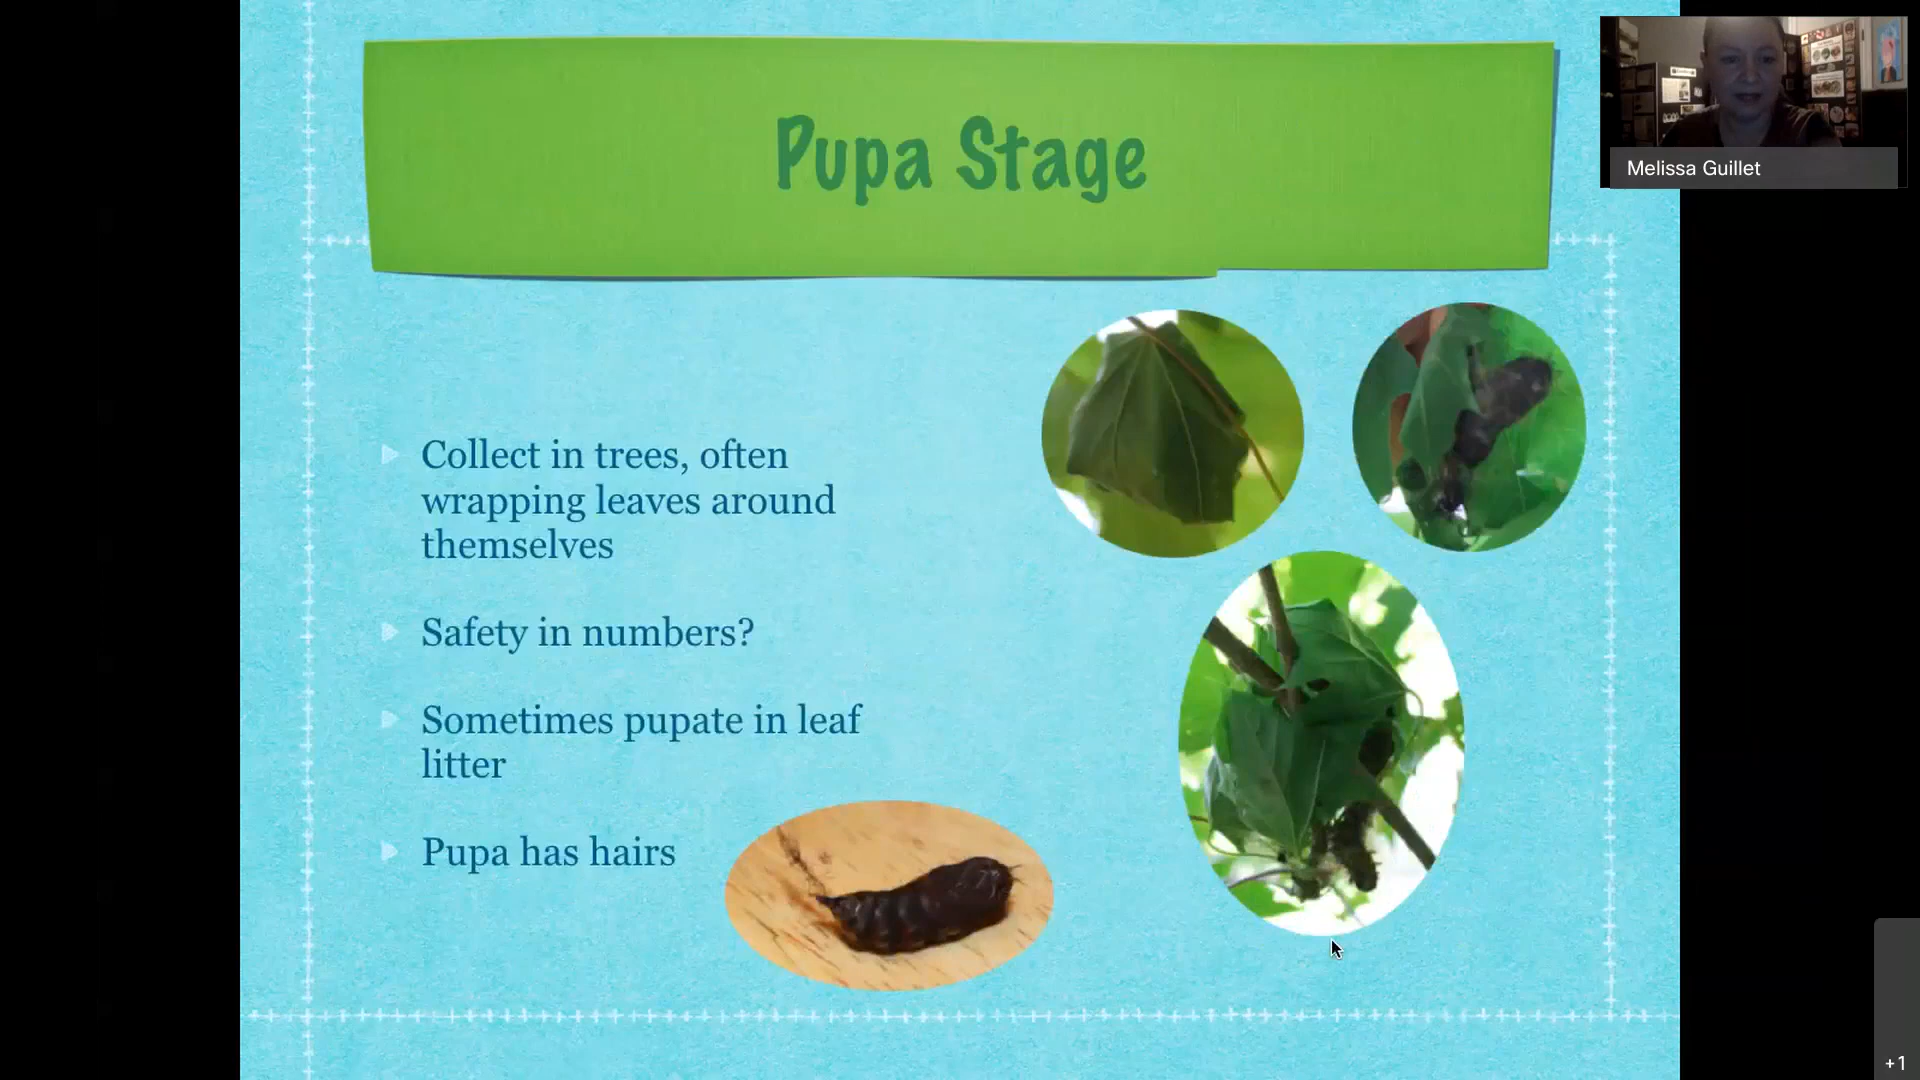 Pupa Stage
Melissa Guillet
Collect in trees, often
wrapping leaves around
themselves
Safety in numbers?
Sometimes pupate in leaf
litter
Pupa has hairs
+1